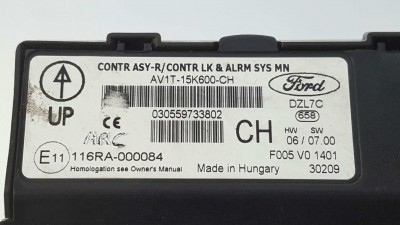 CONTR ASY-R/CONTR LK & ALRM SYS MN
AV1T-15K600-CH
Ford
DZL7C
658
UP
030559733802
CE
ARC
CH
HW SW
06 / 07.00
E11 116RA-000084
F005 V0 1401
Homologation see Owner's Manual
Made in Hungary
30209